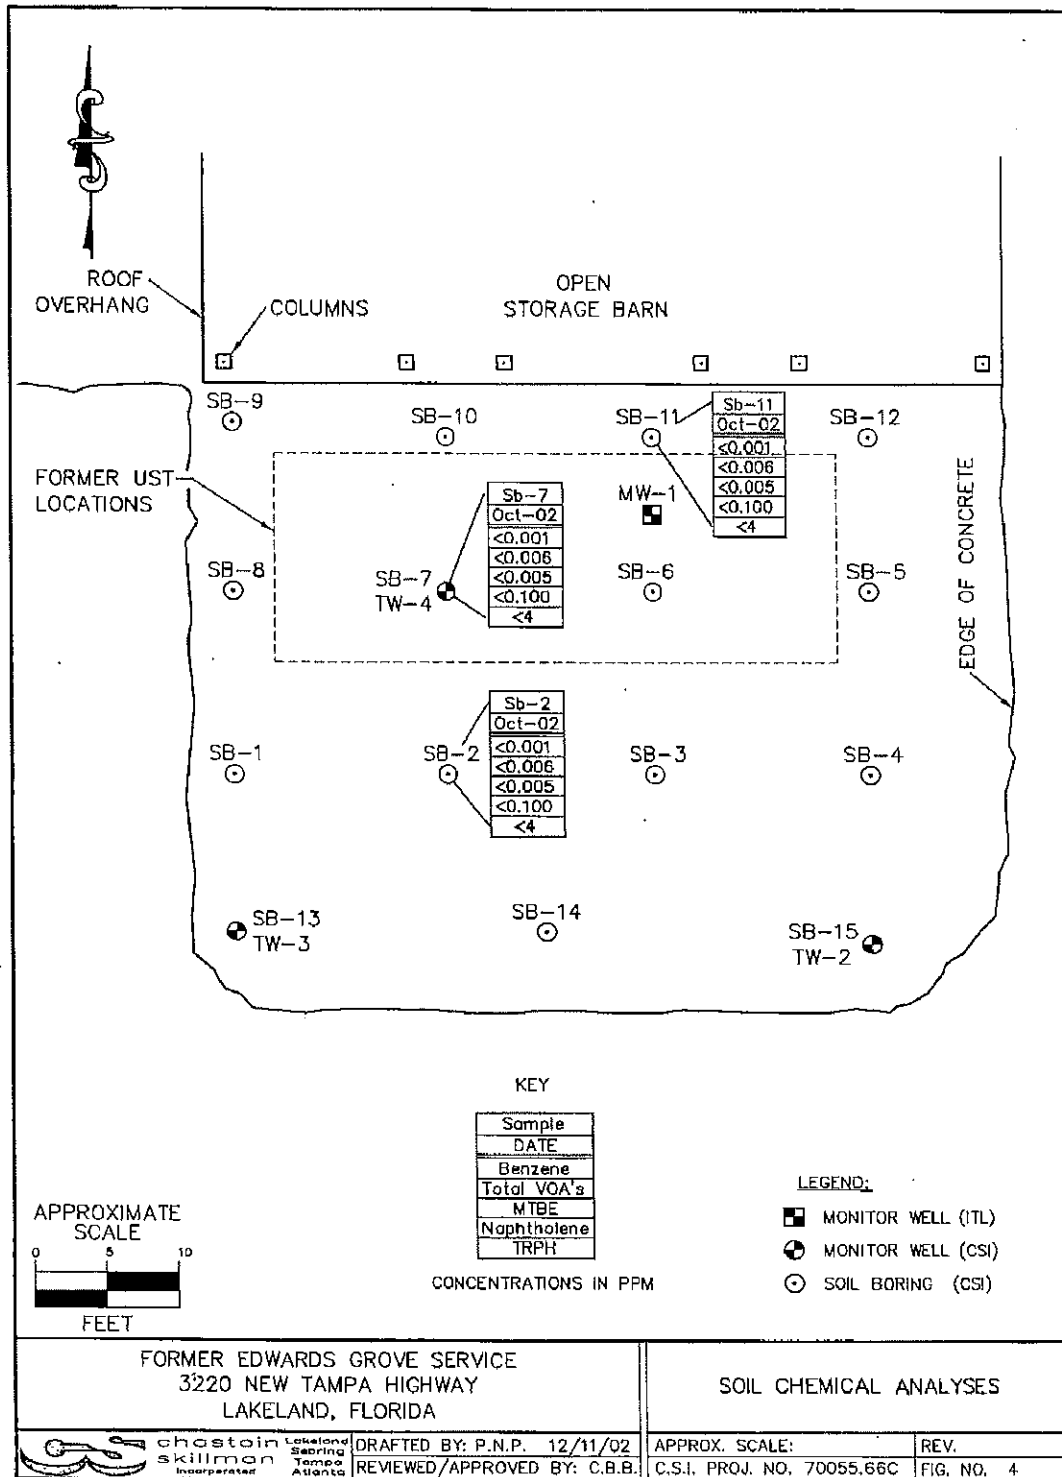 ROOF
OVERHANG
COLUMNS
OPEN
STORAGE BARN
SB-9
SB-10
SB-11
Sb-11
Oct-02
<0.001
<0.006
<0.005
<0.100
<4
SB-12
FORMER UST
LOCATIONS
MW-1
EDGE OF CONCRETE
Sb-7
Oct-02
<0.001
<0.006
<0.005
<0.100
<4
SB-8
SB-7
TW-4
SB-6
SB-5
Sb-2
Oct-02
<0.001
<0.006
<0.005
<0.100
<4
SB-1
SB-2
SB-3
SB-4
SB-13
TW-3
SB-14
SB-15
TW-2
KEY
Sample
DATE
Benzene
Total VOA's
MTBE
Naphthalene
TRPH
CONCENTRATIONS IN PPM
APPROXIMATE
SCALE
0 5 10
FEET
LEGEND:
MONITOR WELL (ITL)
MONITOR WELL (CSI)
SOIL BORING (CSI)
FORMER EDWARDS GROVE SERVICE
3220 NEW TAMPA HIGHWAY
LAKELAND, FLORIDA
SOIL CHEMICAL ANALYSES
chastain
skillman
Incorporated
Lakeland
Sebring
Tampa
Atlanta
DRAFTED BY: P.N.P. 12/11/02
REVIEWED/APPROVED BY: C.B.B.
APPROX. SCALE:
REV.
C.S.I. PROJ. NO. 70055.66C
FIG. NO. 4